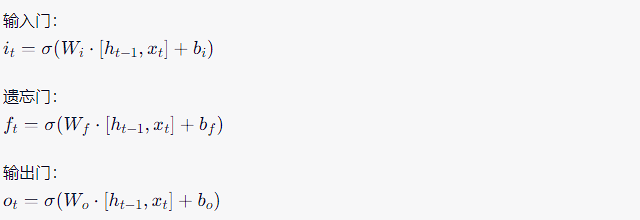 输入门：
i_t = σ(W_i · [h_{t−1}, x_t] + b_i)
遗忘门：
f_t = σ(W_f · [h_{t−1}, x_t] + b_f)
输出门：
o_t = σ(W_o · [h_{t−1}, x_t] + b_o)